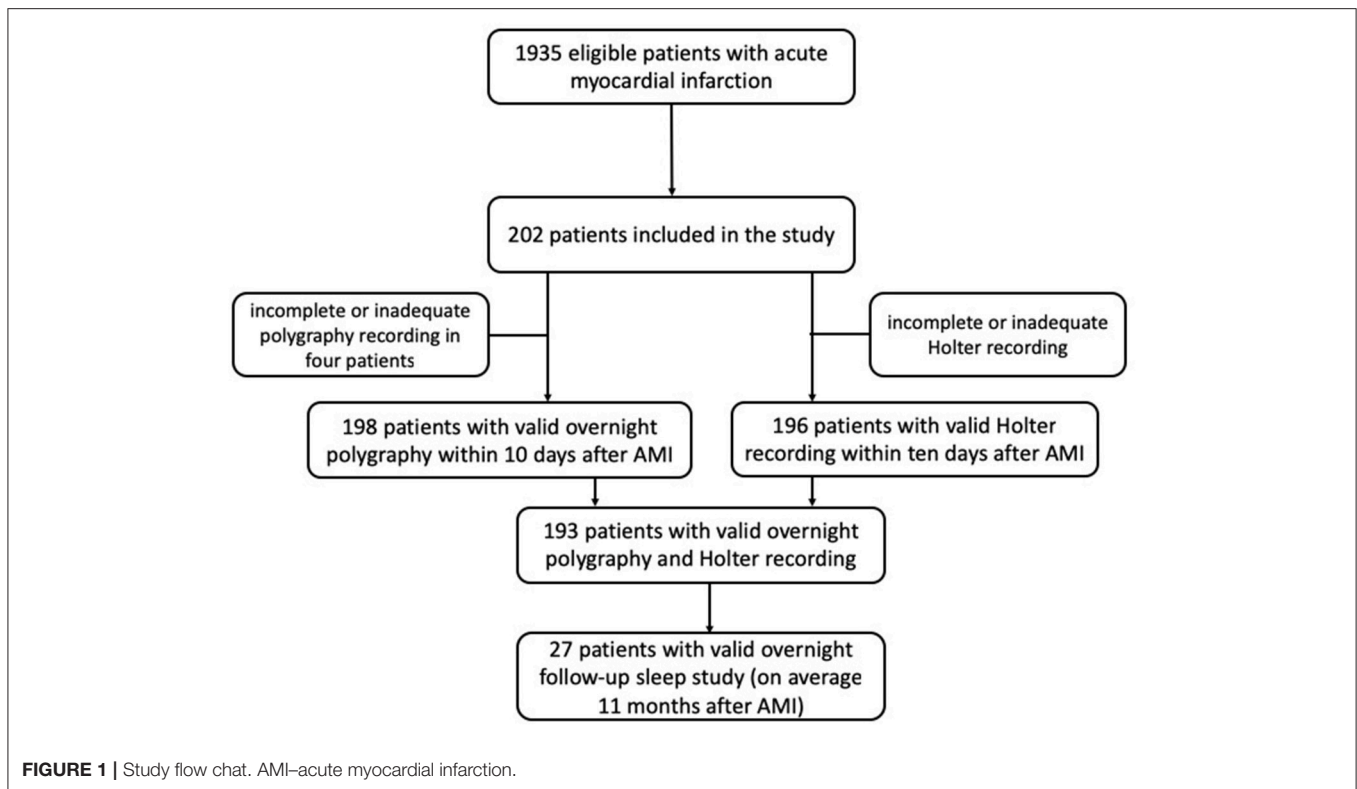 1935 eligible patients with acute
myocardial infarction
202 patients included in the study
incomplete or inadequate
polygraphy recording in
four patients
incomplete or inadequate
Holter recording
198 patients with valid overnight
polygraphy within 10 days after AMI
196 patients with valid Holter
recording within ten days after AMI
193 patients with valid overnight
polygraphy and Holter recording
27 patients with valid overnight
follow-up sleep study (on average
11 months after AMI)
FIGURE 1 | Study flow chat. AMI–acute myocardial infarction.